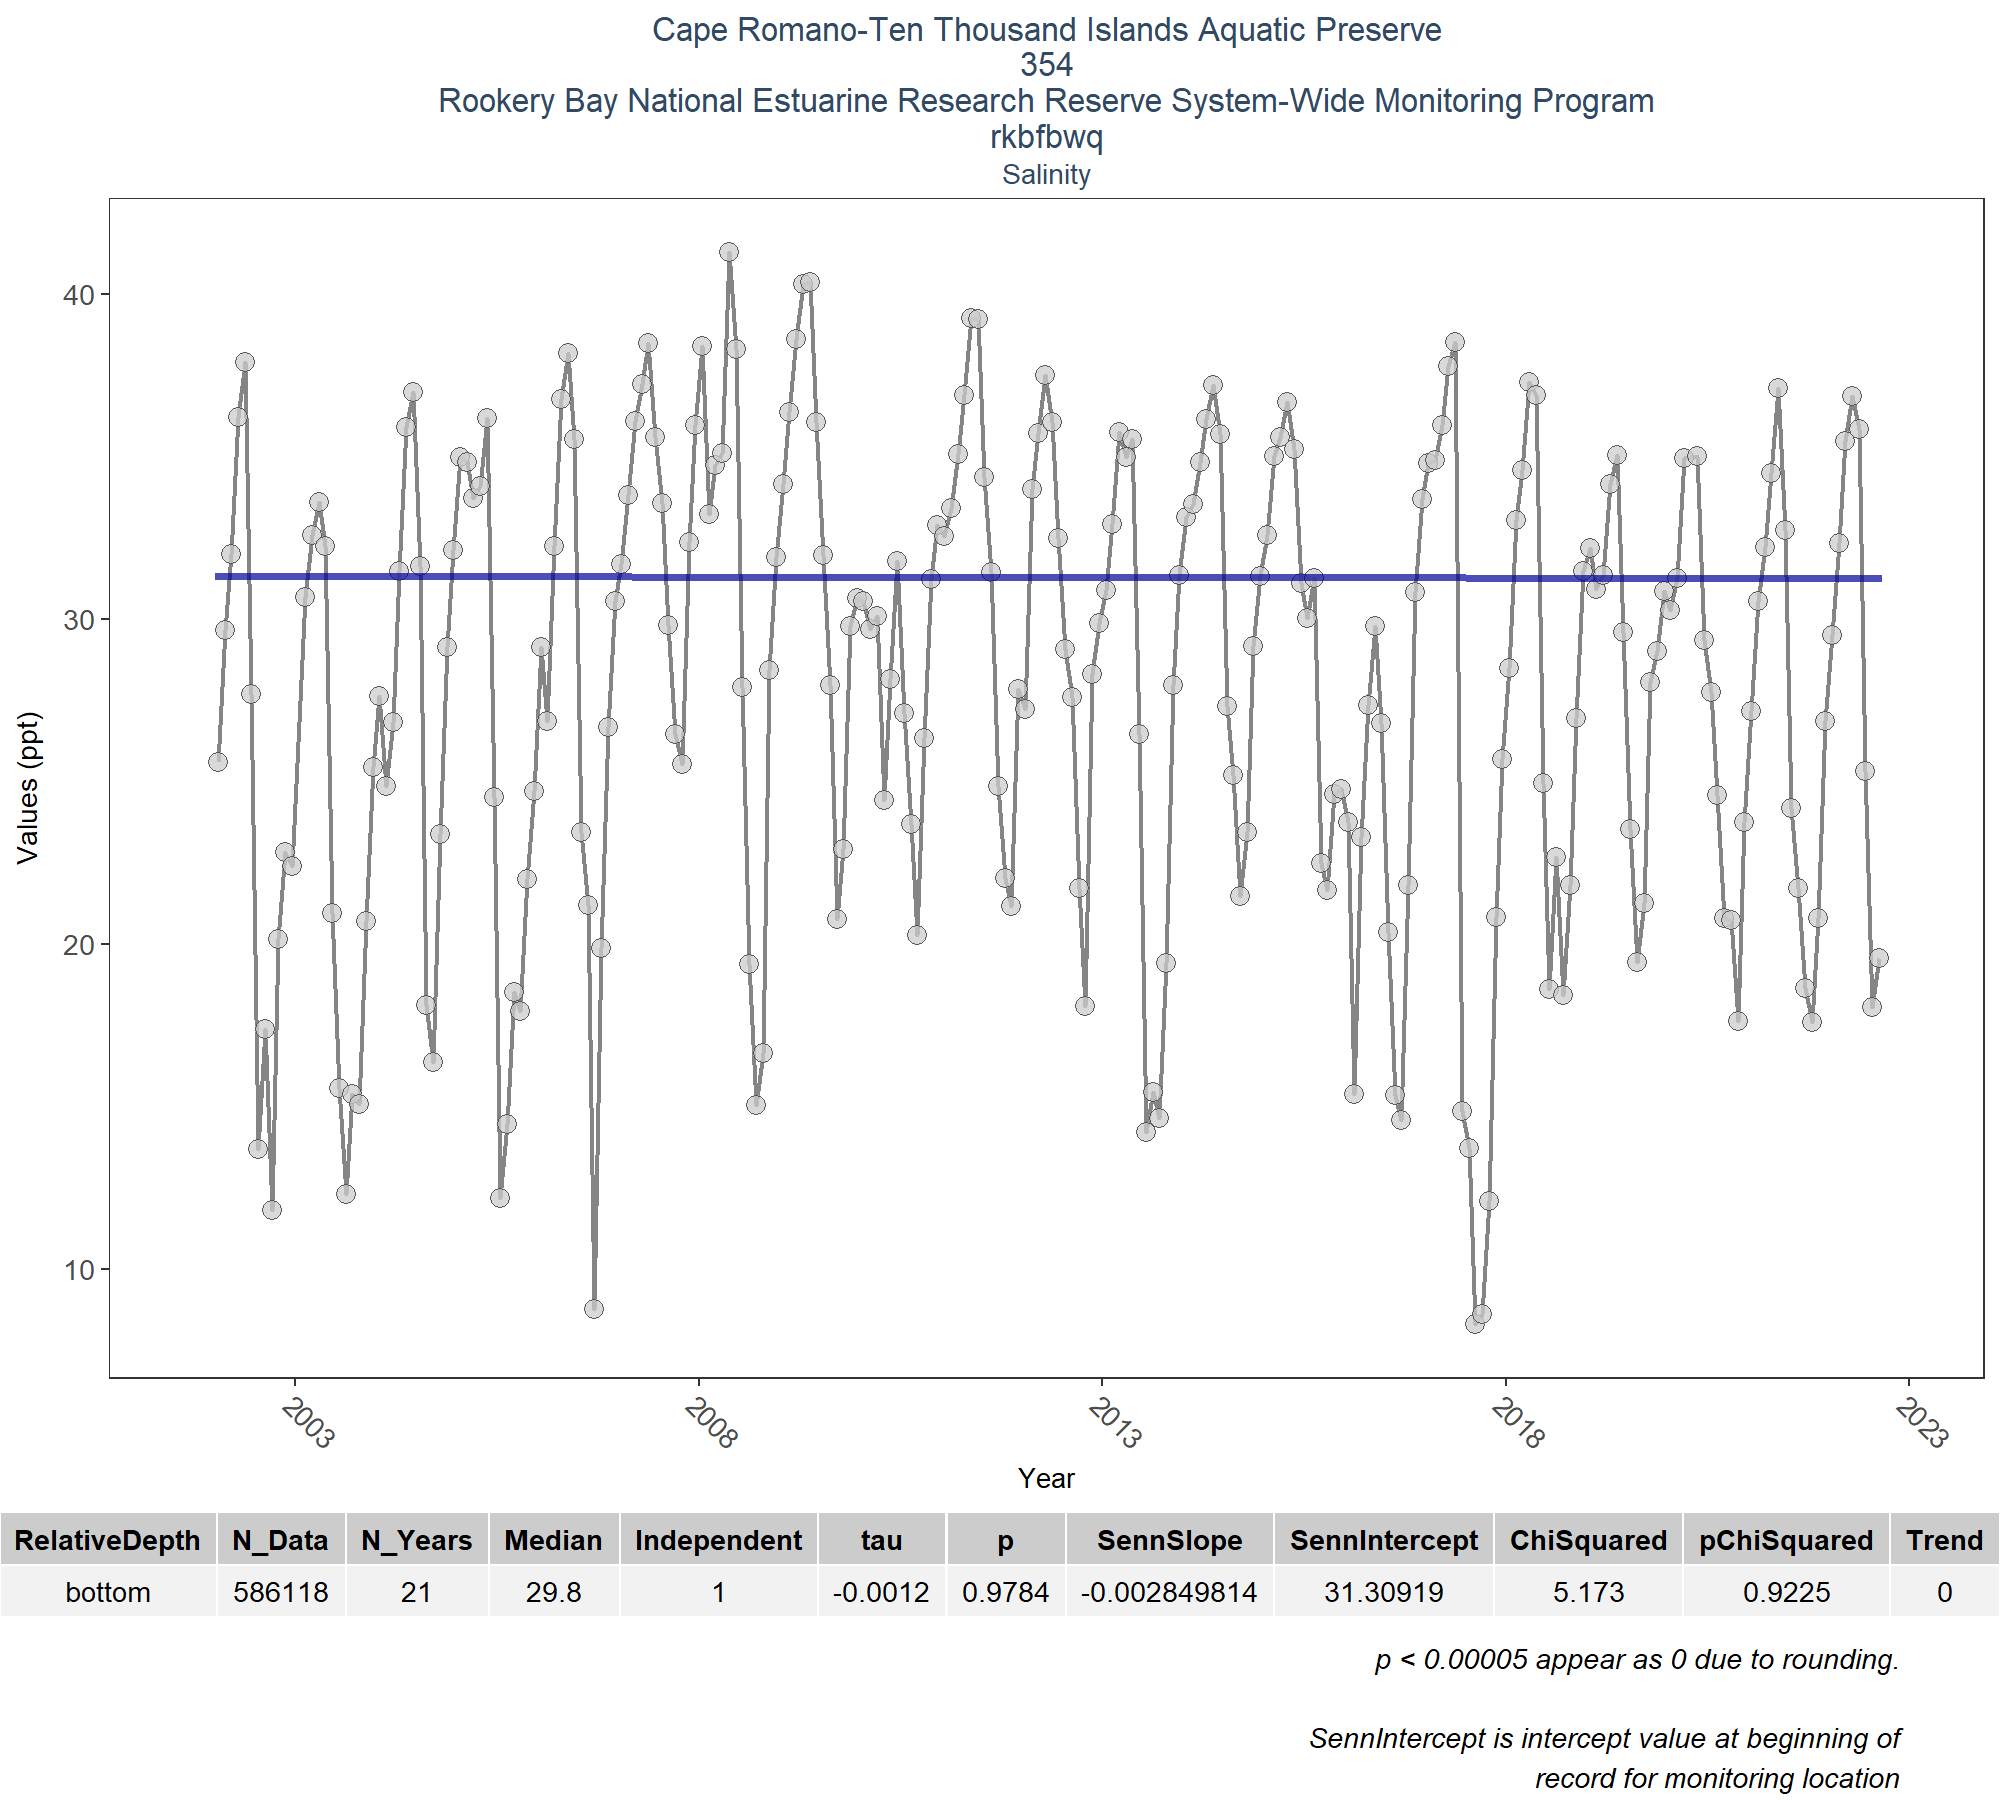 Cape Romano-Ten Thousand Islands Aquatic Preserve
354
Rookery Bay National Estuarine Research Reserve System-Wide Monitoring Program
rkbfbwq
Salinity
40
30
20
10
Values (ppt)
2003 2008 2013 2018 2023
Year
RelativeDepth N_Data N_Years Median Independent tau p SennSlope SennIntercept ChiSquared pChiSquared Trend
bottom 586118 21 29.8 1 -0.0012 0.9784 -0.002849814 31.30919 5.173 0.9225 0
p < 0.00005 appear as 0 due to rounding.
SennIntercept is intercept value at beginning of
record for monitoring location